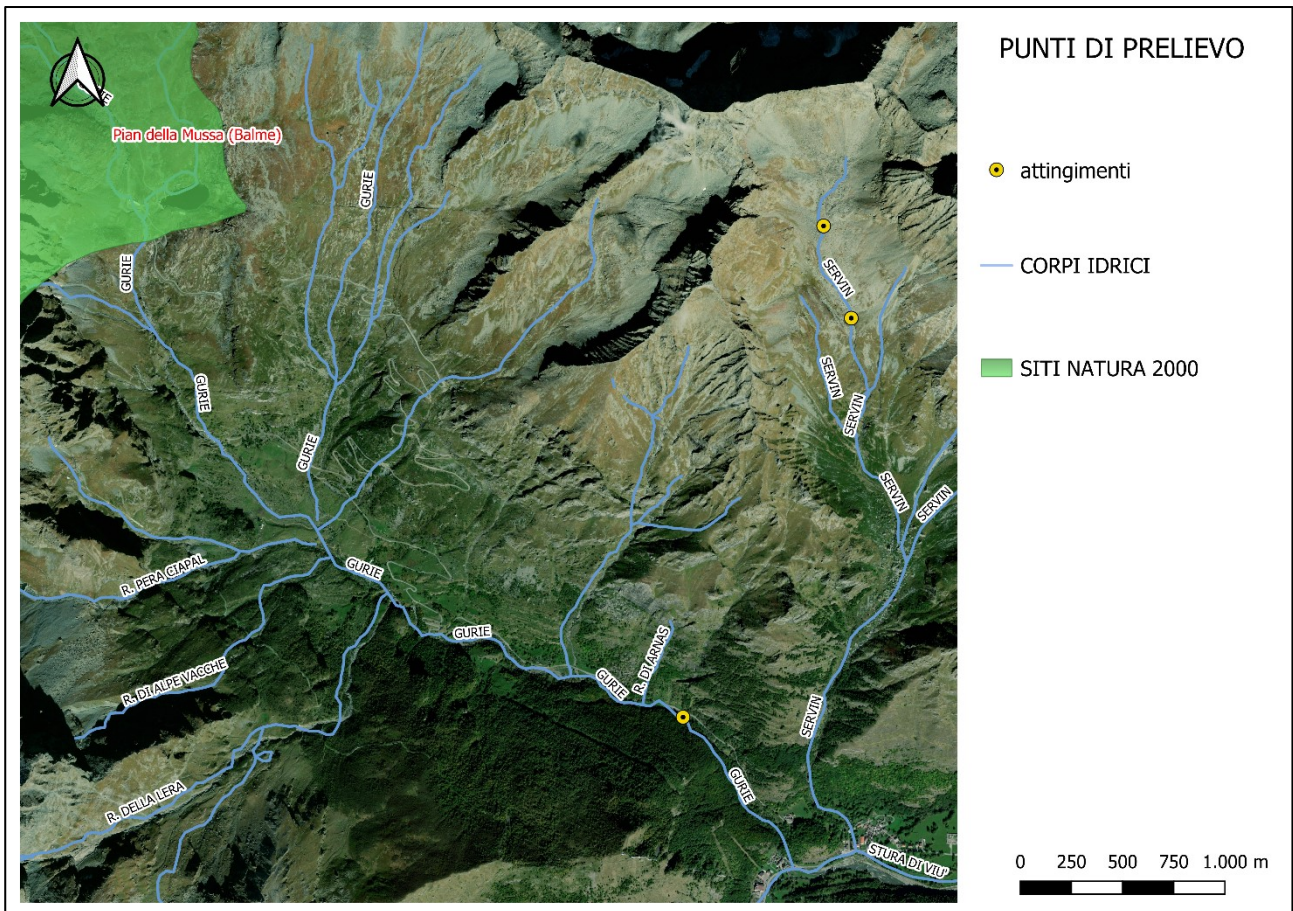 PUNTI DI PRELIEVO
attingimenti
CORPI IDRICI
SITI NATURA 2000
0 250 500 750 1.000 m
Pian della Mussa (Balme)
GURIE
GURIE
GURIE
GURIE
GURIE
GURIE
GURIE
GURIE
R. PERA CIAPAL
R. DI ALPE VACCHE
R. DELLA LERA
R. DI ARNAS
SERVIN
SERVIN
SERVIN
SERVIN
SERVIN
SERVIN
STURA DI VIU'